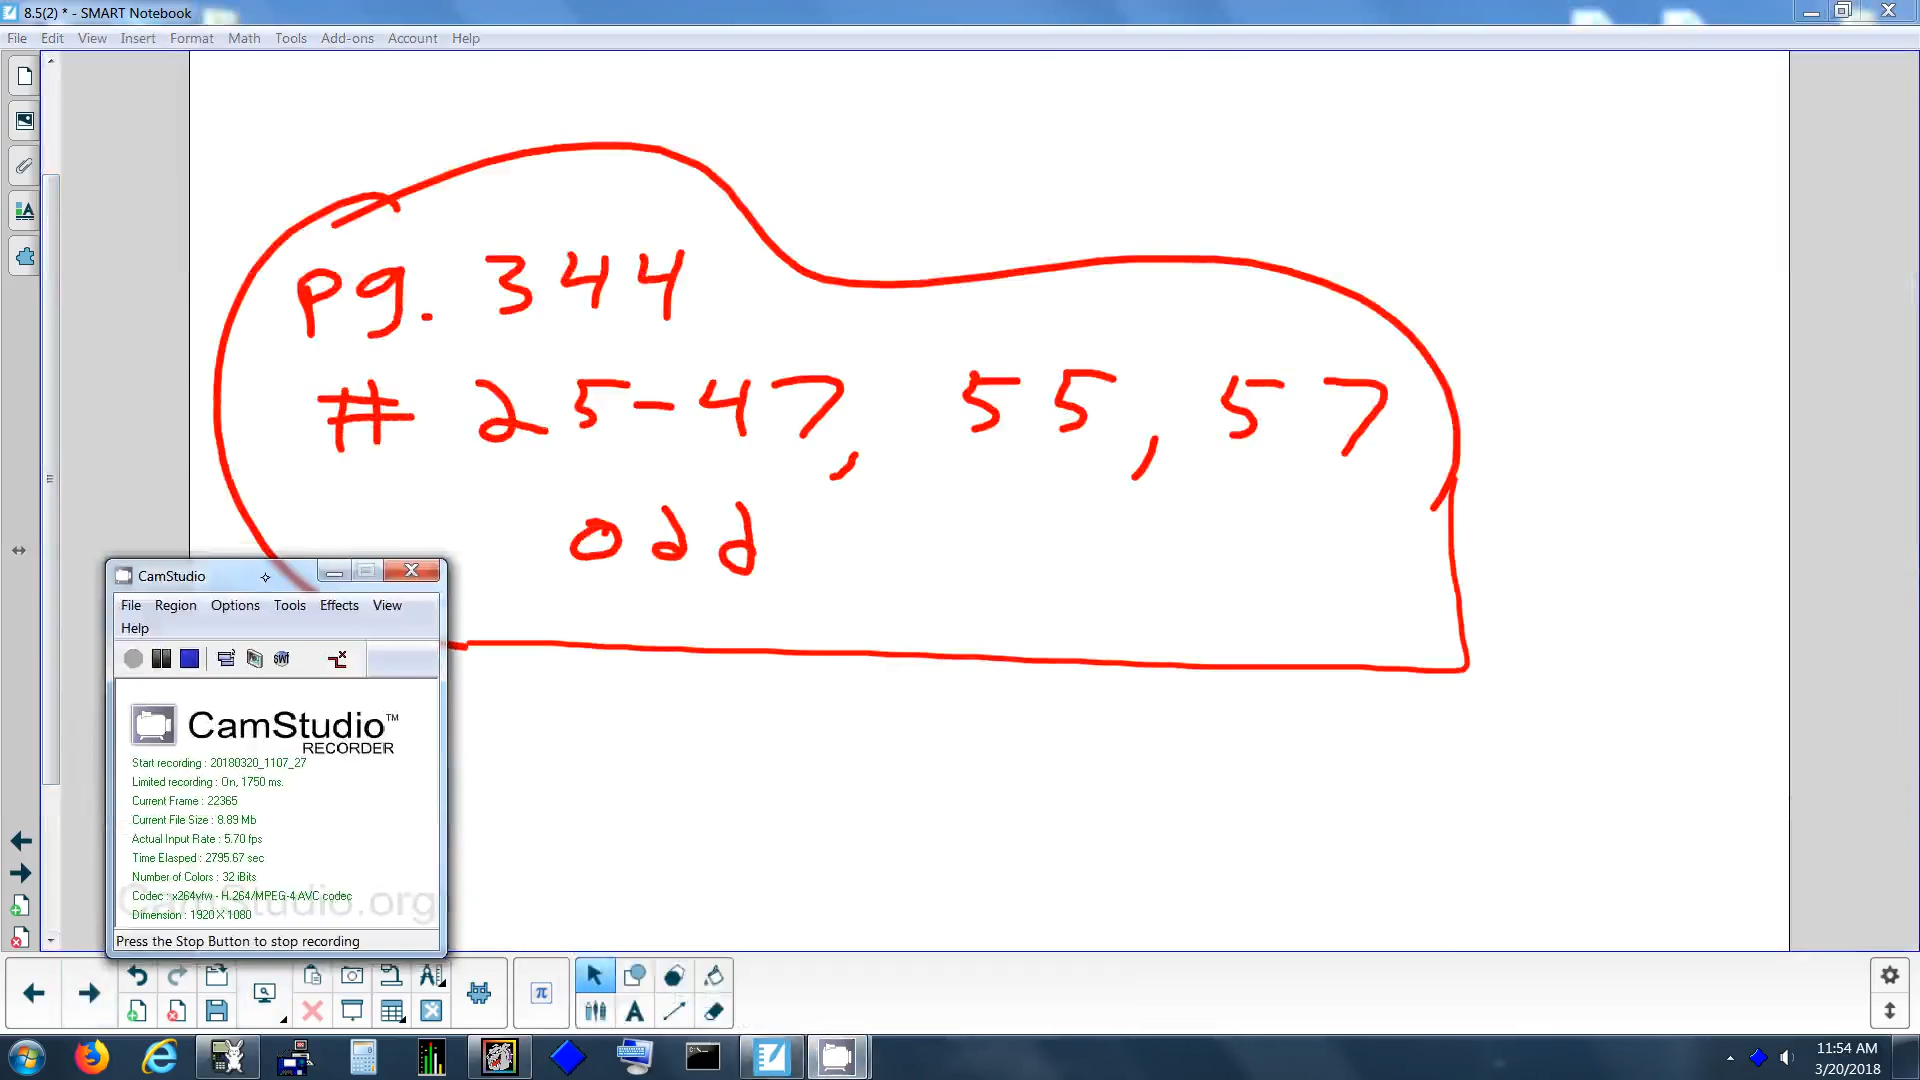 8.5(2) * - SMART Notebook
File Edit View Insert Format Math Tools Add-ons Account Help
pg. 344
# 25-47, 55, 57
odd
CamStudio
File Region Options Tools Effects View
Help
CamStudio™
RECORDER
Start recording : 20180320_1107_27
Limited recording : On, 1750 ms.
Current Frame : 22365
Current File Size : 8.89 Mb
Actual Input Rate : 5.70 fps
Time Elasped : 2795.67 sec
Number of Colors : 32 iBits
Codec : x264vfw - H.264/MPEG-4 AVC codec
CamStudio.org
Dimension : 1920 X 1080
Press the Stop Button to stop recording
11:54 AM
3/20/2018